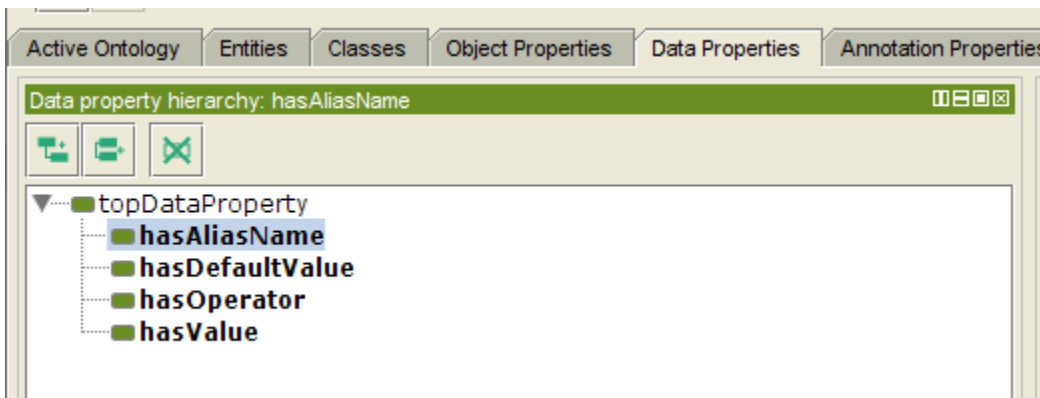 Active Ontology Entities Classes Object Properties Data Properties Annotation Properties
Data property hierarchy: hasAliasName
topDataProperty
hasAliasName
hasDefaultValue
hasOperator
hasValue